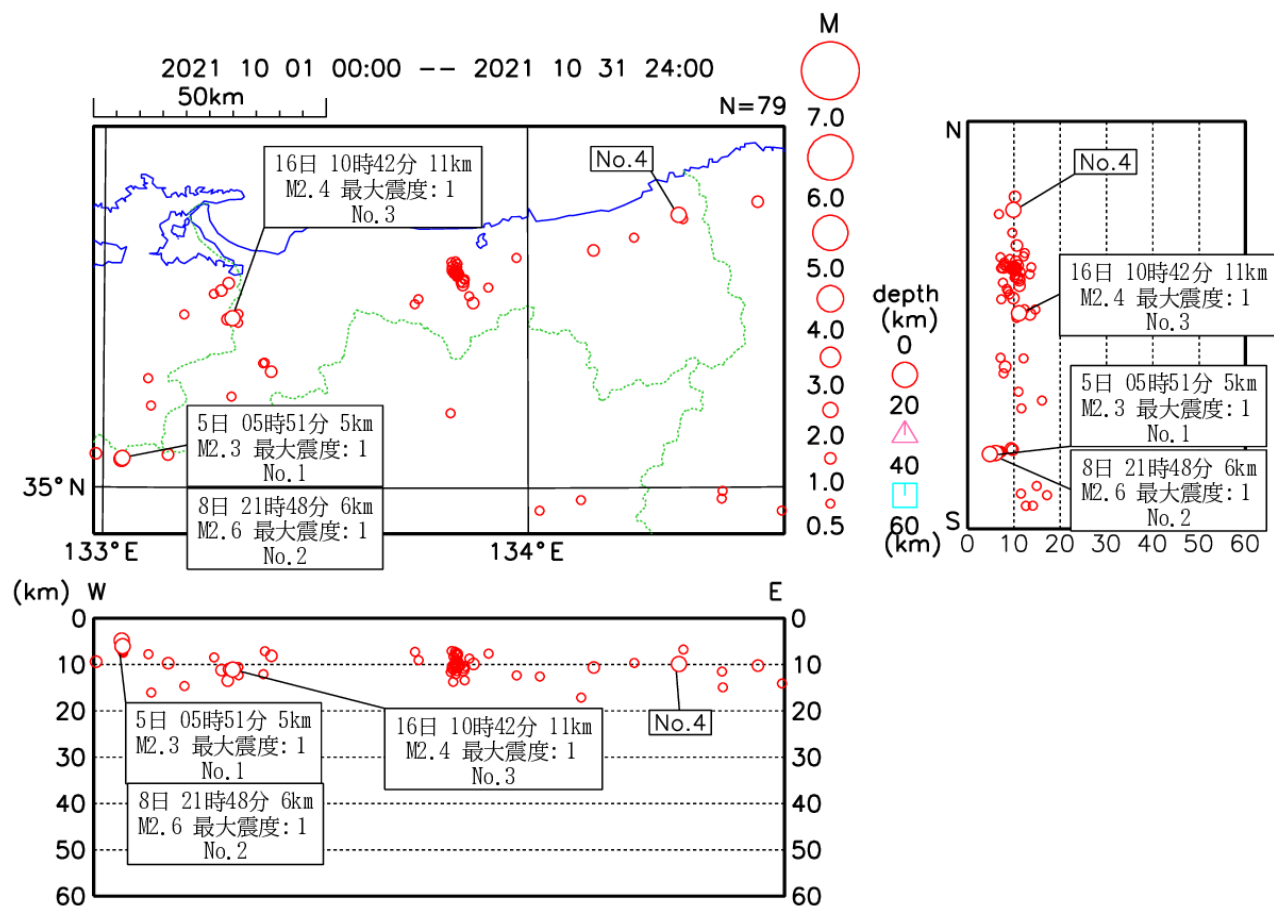 2021 10 01 00:00 -- 2021 10 31 24:00
50km
N=79
16日 10時42分 11km
M2.4 最大震度:1
No.3
No.4
5日 05時51分 5km
M2.3 最大震度:1
No.1
8日 21時48分 6km
M2.6 最大震度:1
No.2
35°N
133°E
134°E
M
7.0
6.0
5.0
4.0
3.0
2.0
1.0
0.5
depth
(km)
0
20
40
60
(km)
N
No.4
16日 10時42分 11km
M2.4 最大震度:1
No.3
5日 05時51分 5km
M2.3 最大震度:1
No.1
8日 21時48分 6km
M2.6 最大震度:1
No.2
S
0 10 20 30 40 50 60
(km) W E
0 0
10 10
20 20
30 30
40 40
50 50
60 60
5日 05時51分 5km
M2.3 最大震度:1
No.1
8日 21時48分 6km
M2.6 最大震度:1
No.2
16日 10時42分 11km
M2.4 最大震度:1
No.3
No.4